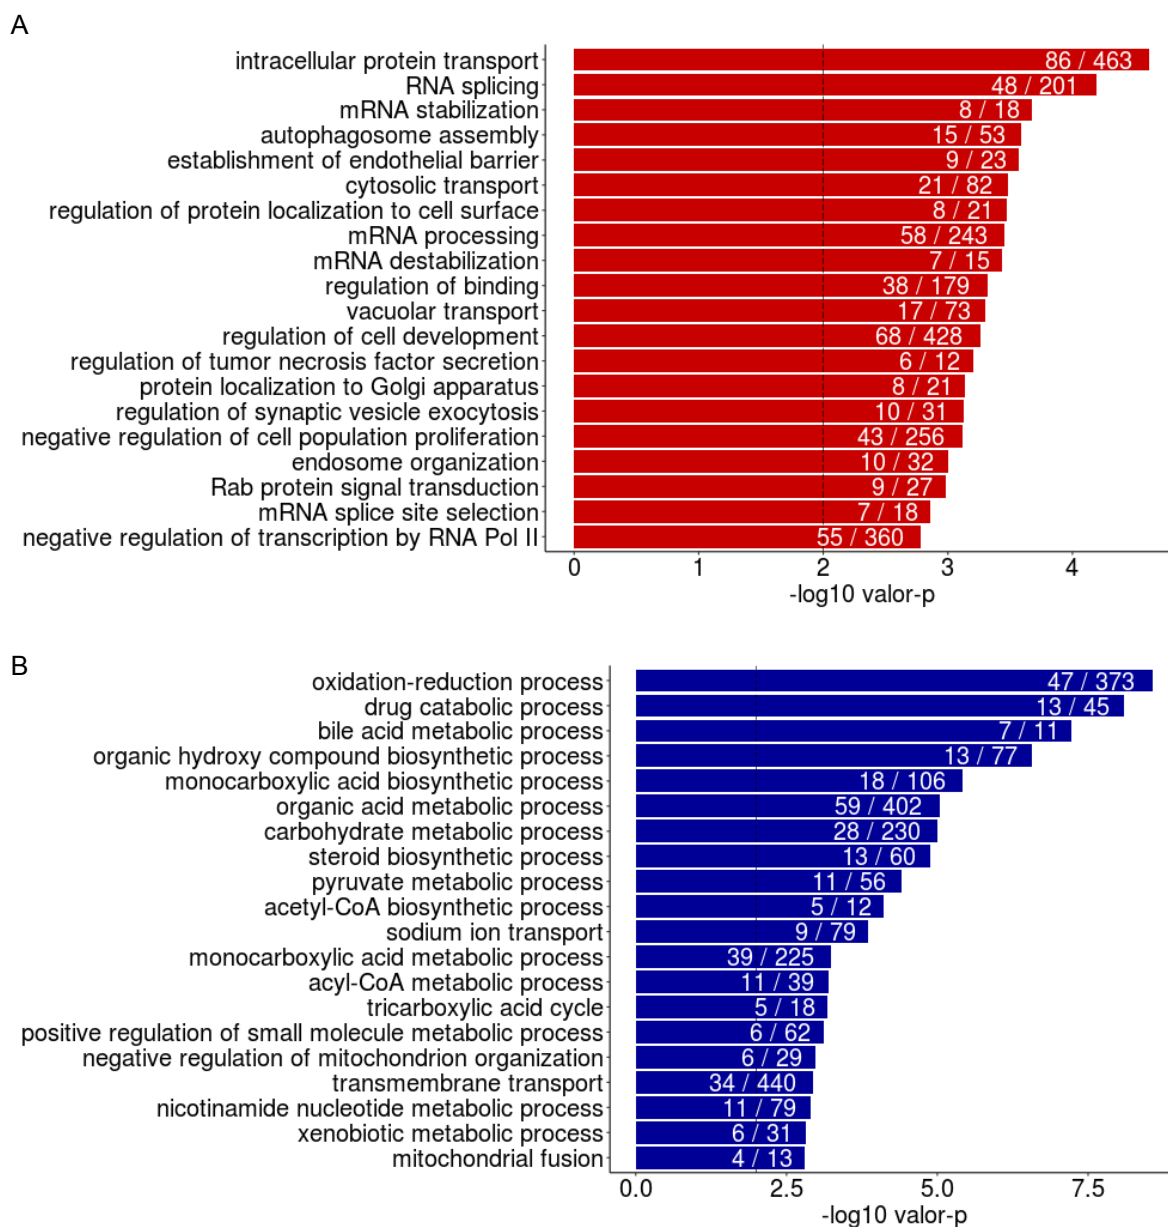 A
intracellular protein transport 86 / 463
RNA splicing 48 / 201
mRNA stabilization 8 / 18
autophagosome assembly 15 / 53
establishment of endothelial barrier 9 / 23
cytosolic transport 21 / 82
regulation of protein localization to cell surface 8 / 21
mRNA processing 58 / 243
mRNA destabilization 7 / 15
regulation of binding 38 / 179
vacuolar transport 17 / 73
regulation of cell development 68 / 428
regulation of tumor necrosis factor secretion 6 / 12
protein localization to Golgi apparatus 8 / 21
regulation of synaptic vesicle exocytosis 10 / 31
negative regulation of cell population proliferation 43 / 256
endosome organization 10 / 32
Rab protein signal transduction 9 / 27
mRNA splice site selection 7 / 18
negative regulation of transcription by RNA Pol II 55 / 360
0 1 2 3 4
-log10 valor-p
B
oxidation-reduction process 47 / 373
drug catabolic process 13 / 45
bile acid metabolic process 7 / 11
organic hydroxy compound biosynthetic process 13 / 77
monocarboxylic acid biosynthetic process 18 / 106
organic acid metabolic process 59 / 402
carbohydrate metabolic process 28 / 230
steroid biosynthetic process 13 / 60
pyruvate metabolic process 11 / 56
acetyl-CoA biosynthetic process 5 / 12
sodium ion transport 9 / 79
monocarboxylic acid metabolic process 39 / 225
acyl-CoA metabolic process 11 / 39
tricarboxylic acid cycle 5 / 18
positive regulation of small molecule metabolic process 6 / 62
negative regulation of mitochondrion organization 6 / 29
transmembrane transport 34 / 440
nicotinamide nucleotide metabolic process 11 / 79
xenobiotic metabolic process 6 / 31
mitochondrial fusion 4 / 13
0.0 2.5 5.0 7.5
-log10 valor-p